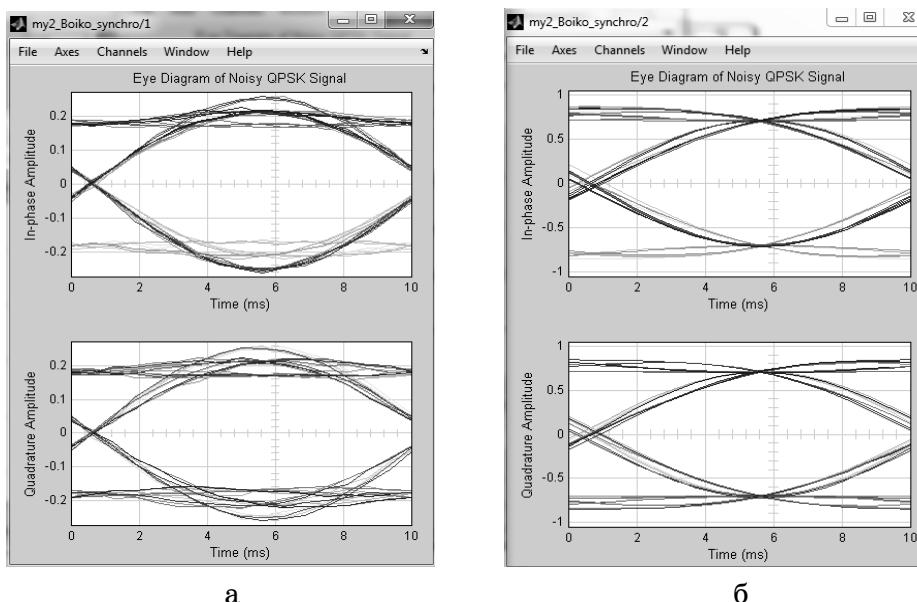 my2_Boiko_synchro/1
File Axes Channels Window Help
Eye Diagram of Noisy QPSK Signal
0.2
0.1
0
-0.1
-0.2
In-phase Amplitude
0 2 4 6 8 10
Time (ms)
0.2
0.1
0
-0.1
-0.2
Quadrature Amplitude
0 2 4 6 8 10
Time (ms)
а
my2_Boiko_synchro/2
File Axes Channels Window Help
Eye Diagram of Noisy QPSK Signal
1
0.5
0
-0.5
-1
In-phase Amplitude
0 2 4 6 8 10
Time (ms)
1
0.5
0
-0.5
-1
Quadrature Amplitude
0 2 4 6 8 10
Time (ms)
б